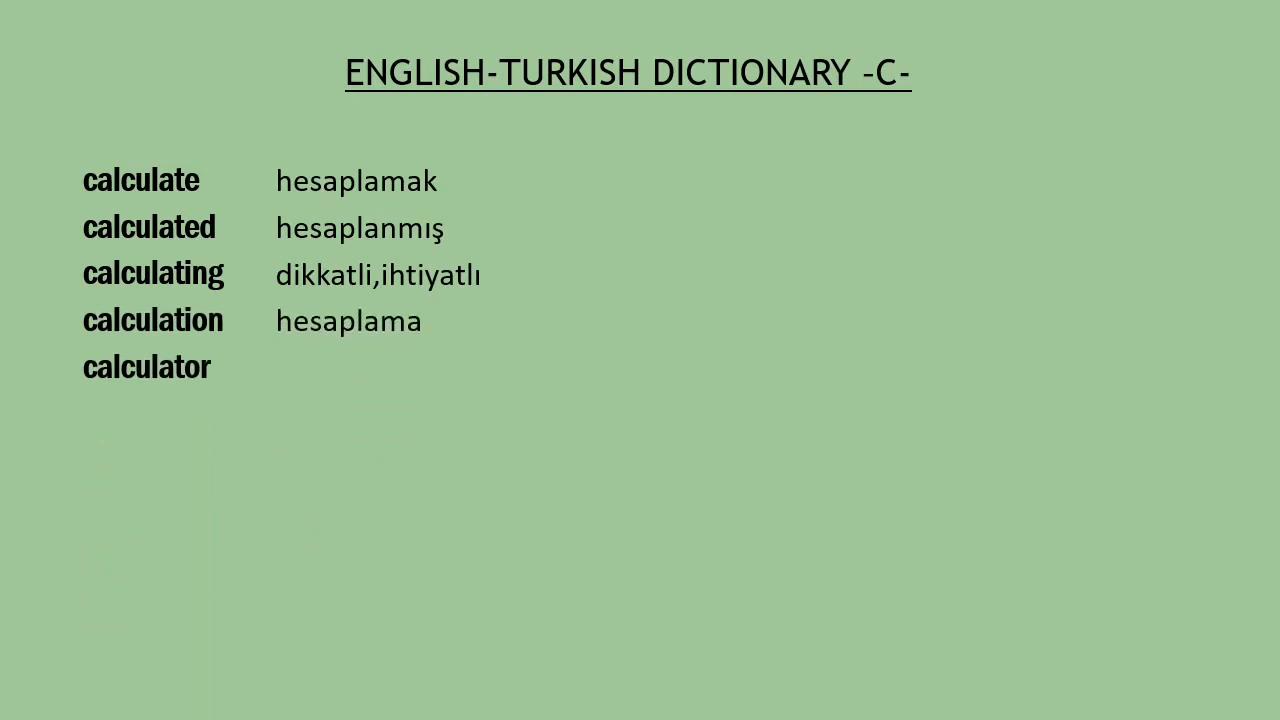 ENGLISH-TURKISH DICTIONARY –C-
calculate hesaplamak
calculated hesaplanmış
calculating dikkatli,ihtiyatlı
calculation hesaplama
calculator